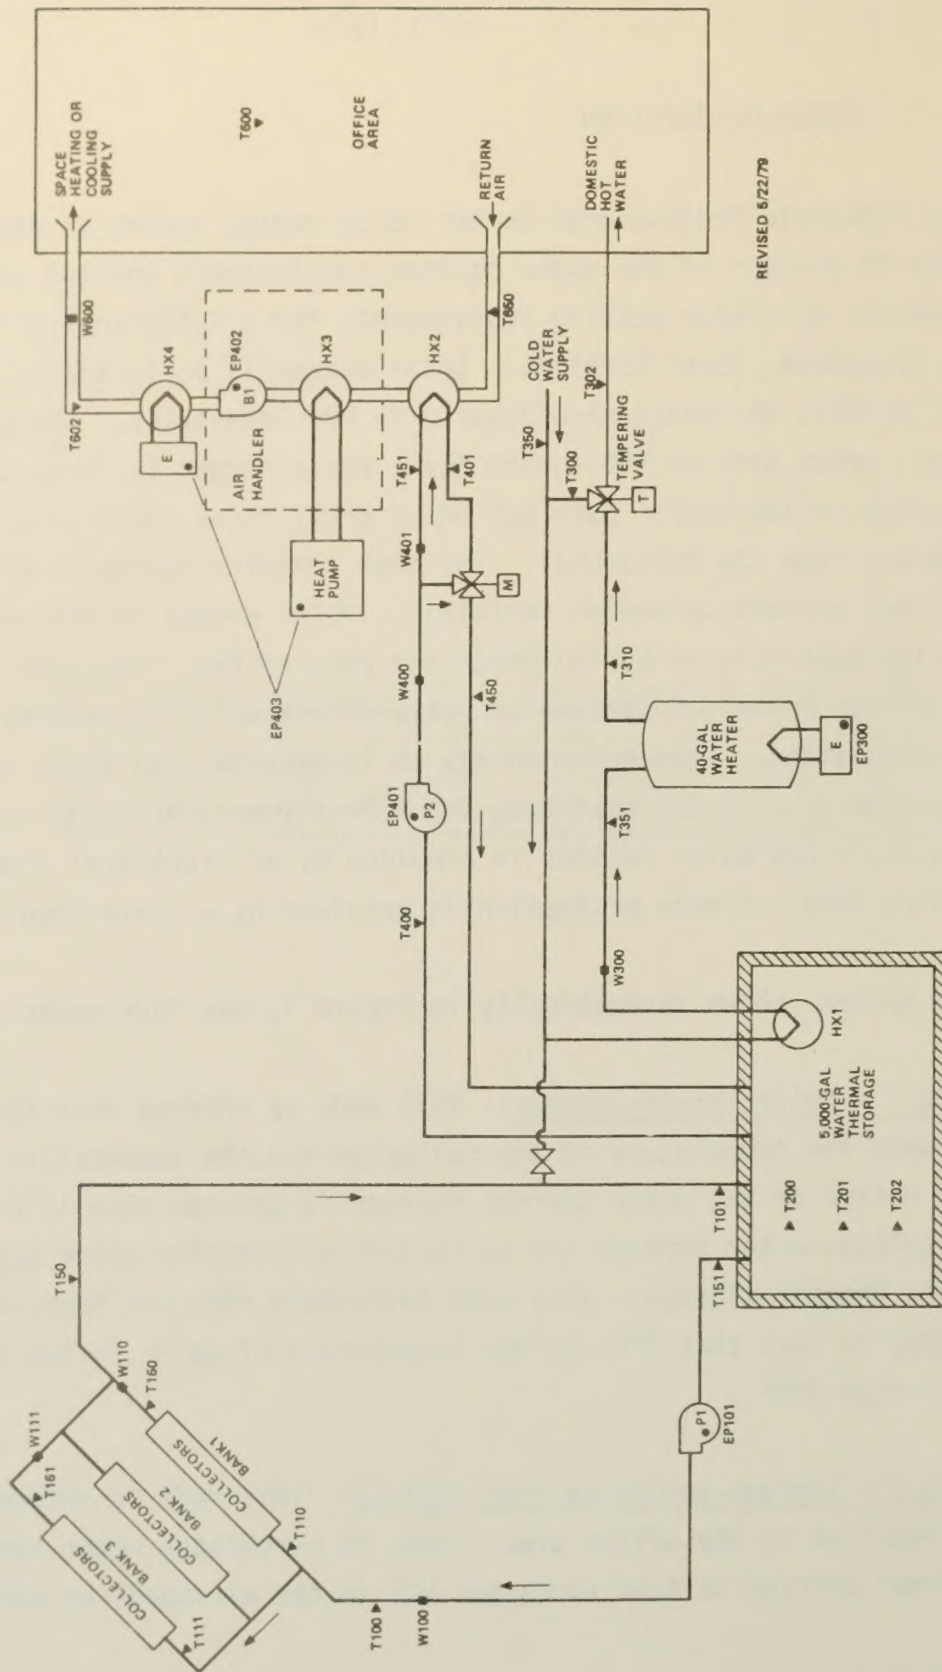 SPACE
HEATING OR
COOLING
SUPPLY
T600
OFFICE
AREA
RETURN
AIR
DOMESTIC
HOT
WATER
REVISED 5/22/79
W600
T602
HX4
E
EP402
B1
HX3
AIR
HANDLER
HEAT
PUMP
EP403
HX2
T650
T451
T401
W401
M
W400
T450
EP401
P2
T400
COLD
WATER
SUPPLY
T350
T300
T302
TEMPERING
VALVE
T
T310
40-GAL
WATER
HEATER
E
EP300
T351
W300
HX1
5,000-GAL
WATER
THERMAL
STORAGE
T200
T201
T202
T101
T151
T150
W110
T160
W111
T161
COLLECTORS
BANK 1
COLLECTORS
BANK 2
COLLECTORS
BANK 3
T110
T111
T100
W100
P1
EP101